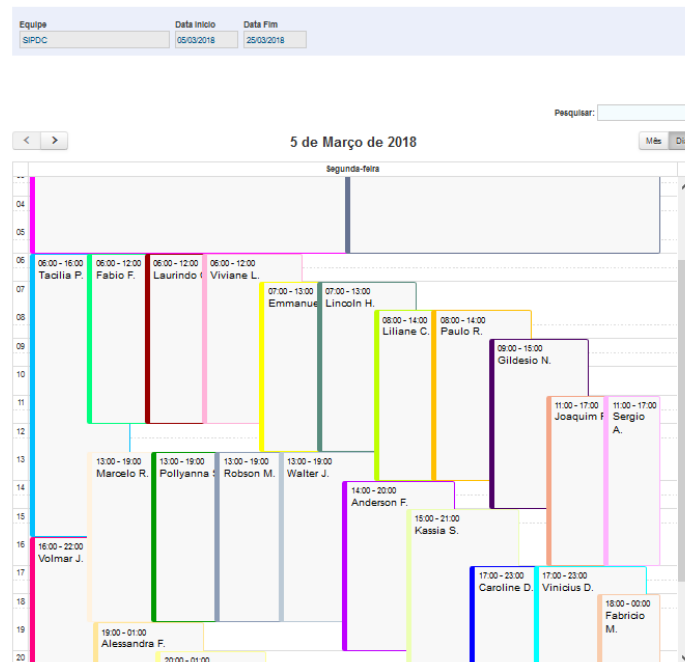 Equipe Data Início Data Fim
SIPDC 05/03/2018 25/03/2018
Pesquisar:
5 de Março de 2018
Mês
Segunda-feira
04
05
06
06:00 - 16:00 06:00 - 12:00 06:00 - 12:00 06:00 - 12:00
Tacilia P. Fabio F. Laurindo Viviane L.
07
07:00 - 13:00 07:00 - 13:00
Emmanue Lincoln H.
08
08:00 - 14:00 08:00 - 14:00
Liliane C. Paulo R.
09
09:00 - 15:00
Gildesio N.
10
11
11:00 - 17:00 11:00 - 17:00
Joaquim F Sergio
A.
12
13
13:00 - 19:00 13:00 - 19:00 13:00 - 19:00 13:00 - 19:00
Marcelo R. Pollyanna Robson M. Walter J.
14
14:00 - 20:00
Anderson F.
15
15:00 - 21:00
Kassia S.
16
16:00 - 22:00
Volmar J.
17
17:00 - 23:00 17:00 - 23:00
Caroline D. Vinicius D.
18
18:00 - 00:00
Fabricio
M.
19
19:00 - 01:00
Alessandra F.
20
20:00 - 01:00